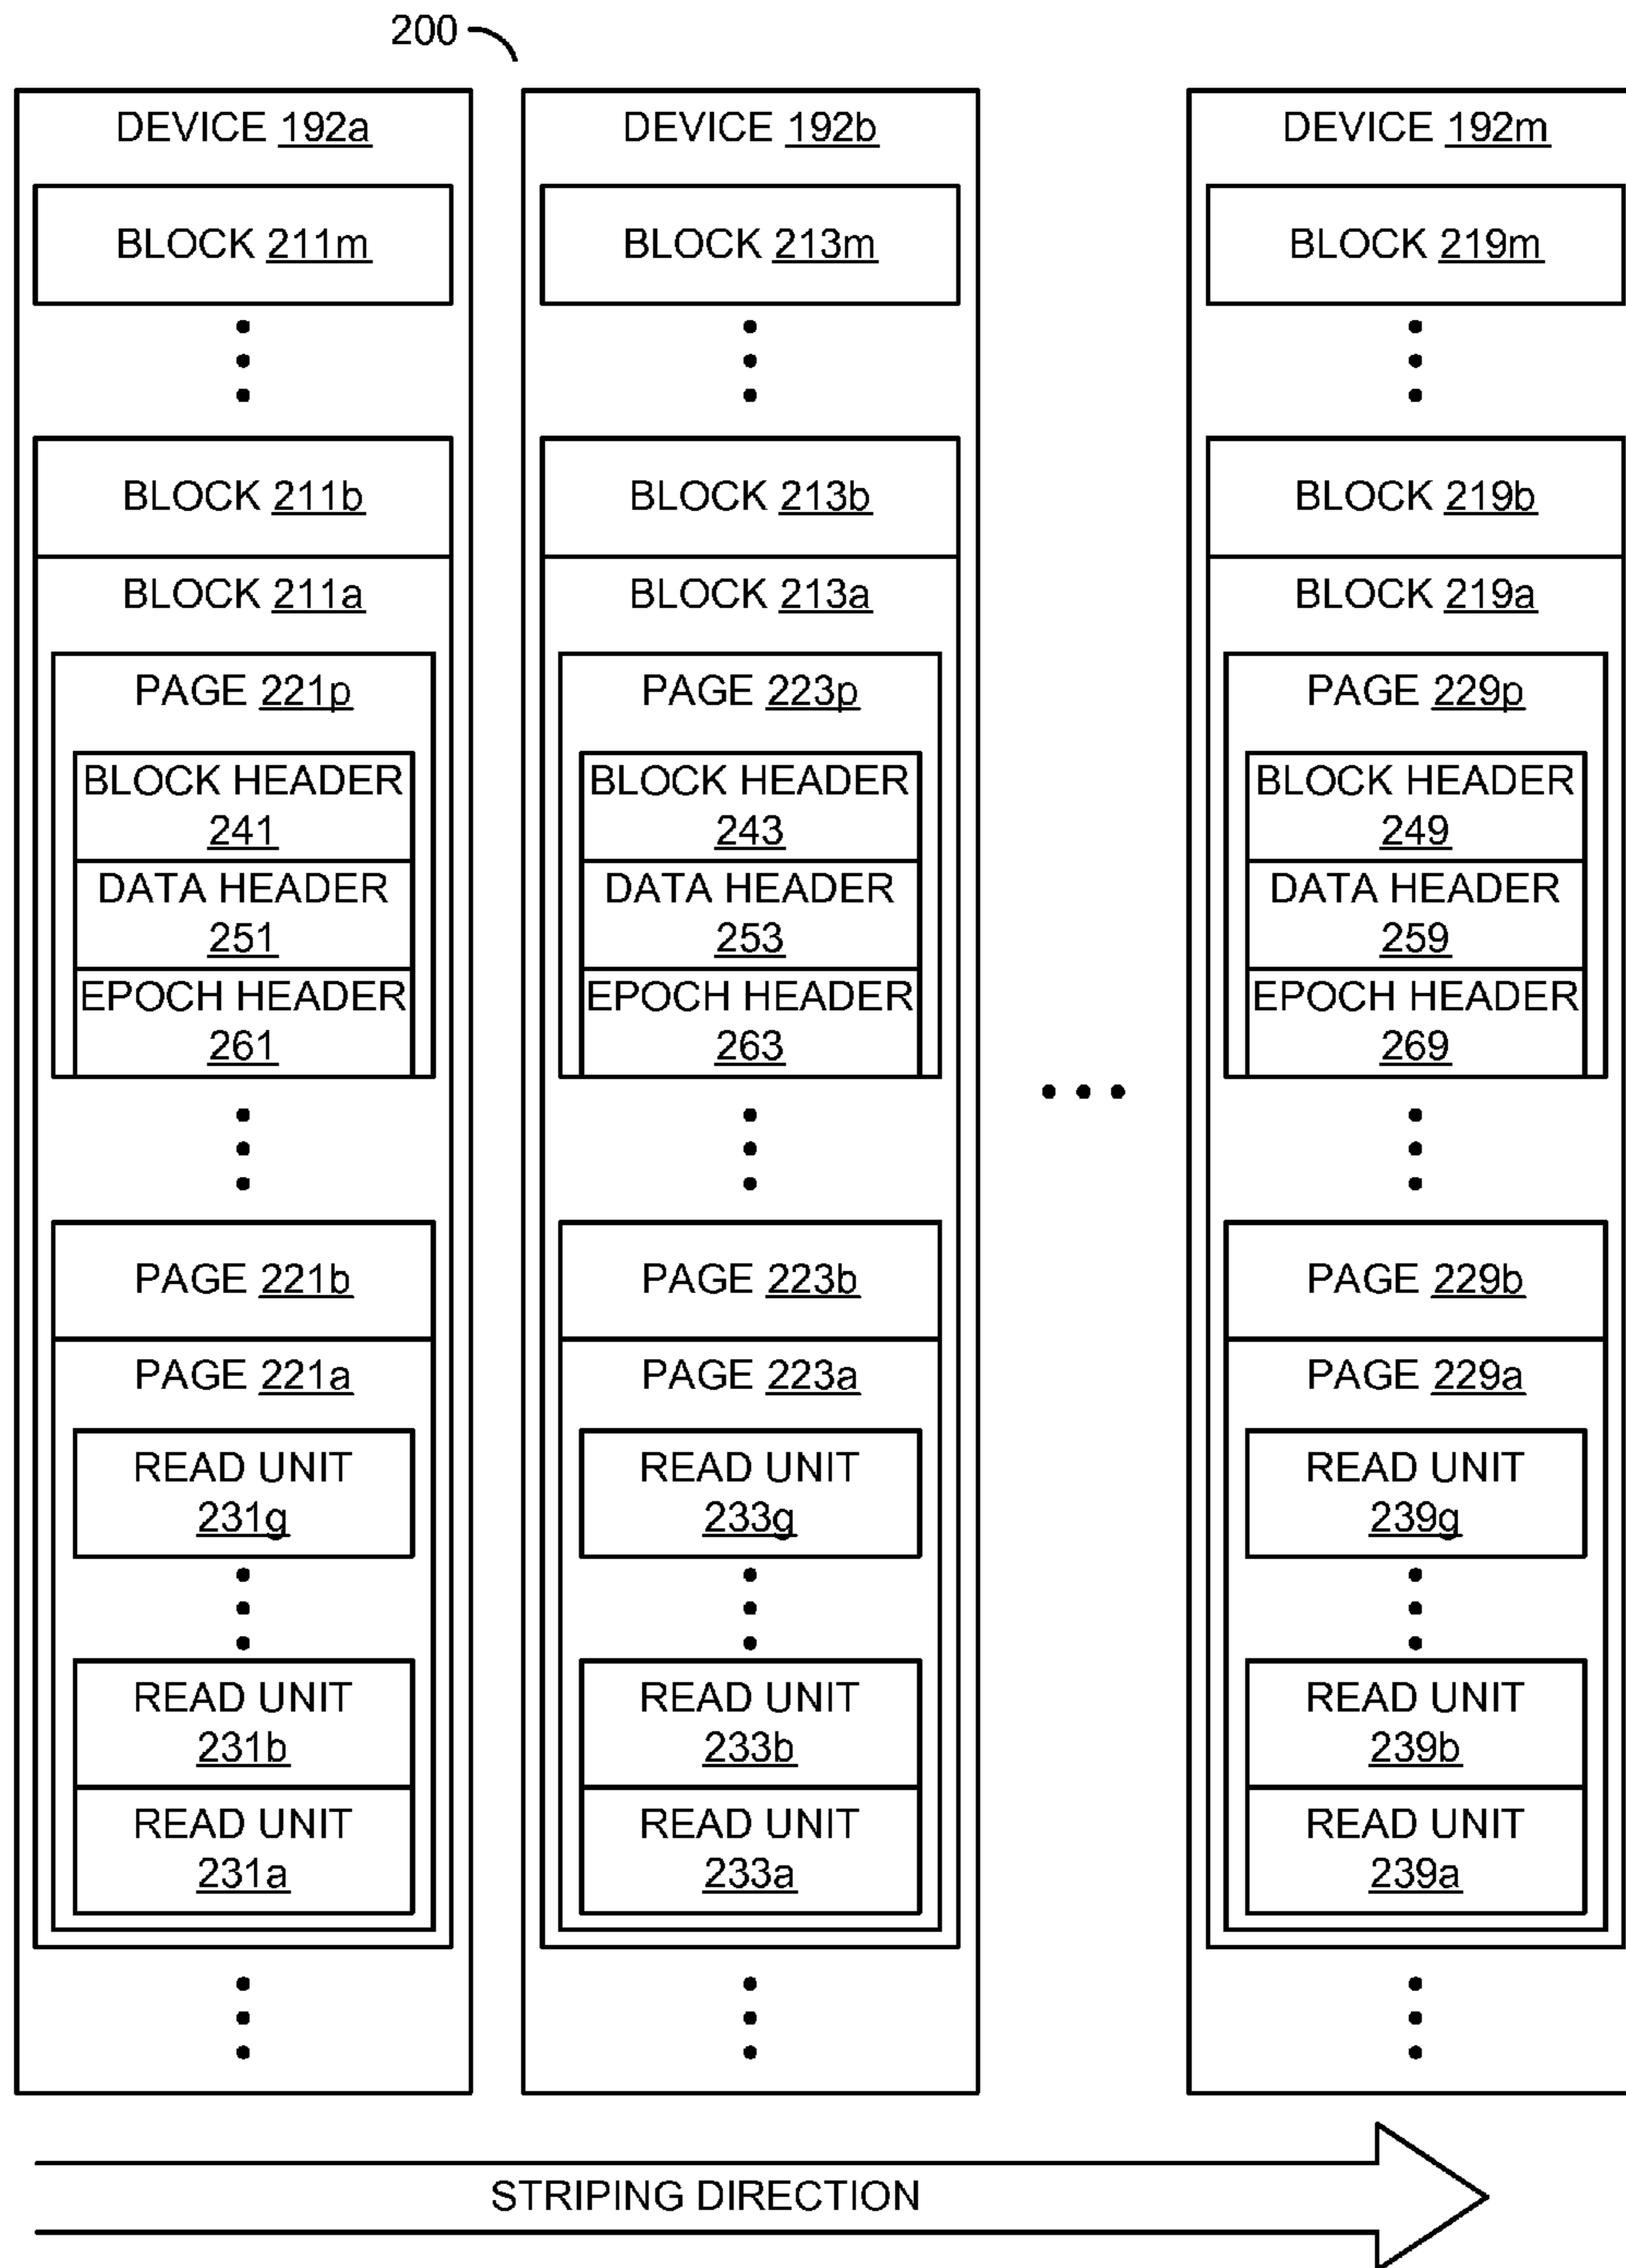 200
DEVICE 192a
BLOCK 211m
BLOCK 211b
BLOCK 211a
PAGE 221p
BLOCK HEADER
241
DATA HEADER
251
EPOCH HEADER
261
PAGE 221b
PAGE 221a
READ UNIT
231g
READ UNIT
231b
READ UNIT
231a
DEVICE 192b
BLOCK 213m
BLOCK 213b
BLOCK 213a
PAGE 223p
BLOCK HEADER
243
DATA HEADER
253
EPOCH HEADER
263
PAGE 223b
PAGE 223a
READ UNIT
233g
READ UNIT
233b
READ UNIT
233a
DEVICE 192m
BLOCK 219m
BLOCK 219b
BLOCK 219a
PAGE 229p
BLOCK HEADER
249
DATA HEADER
259
EPOCH HEADER
269
PAGE 229b
PAGE 229a
READ UNIT
239g
READ UNIT
239b
READ UNIT
239a
STRIPING DIRECTION